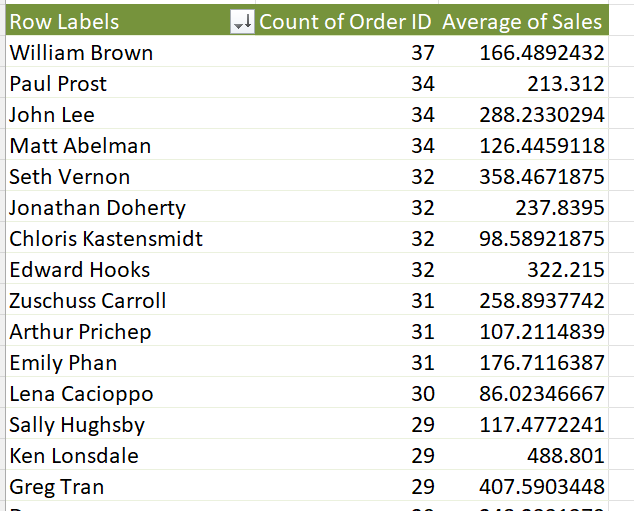 Row Labels Count of Order ID Average of Sales
William Brown 37 166.4892432
Paul Prost 34 213.312
John Lee 34 288.2330294
Matt Abelman 34 126.4459118
Seth Vernon 32 358.4671875
Jonathan Doherty 32 237.8395
Chloris Kastensmidt 32 98.58921875
Edward Hooks 32 322.215
Zuschuss Carroll 31 258.8937742
Arthur Prichep 31 107.2114839
Emily Phan 31 176.7116387
Lena Cacioppo 30 86.02346667
Sally Hughsby 29 117.4772241
Ken Lonsdale 29 488.801
Greg Tran 29 407.5903448